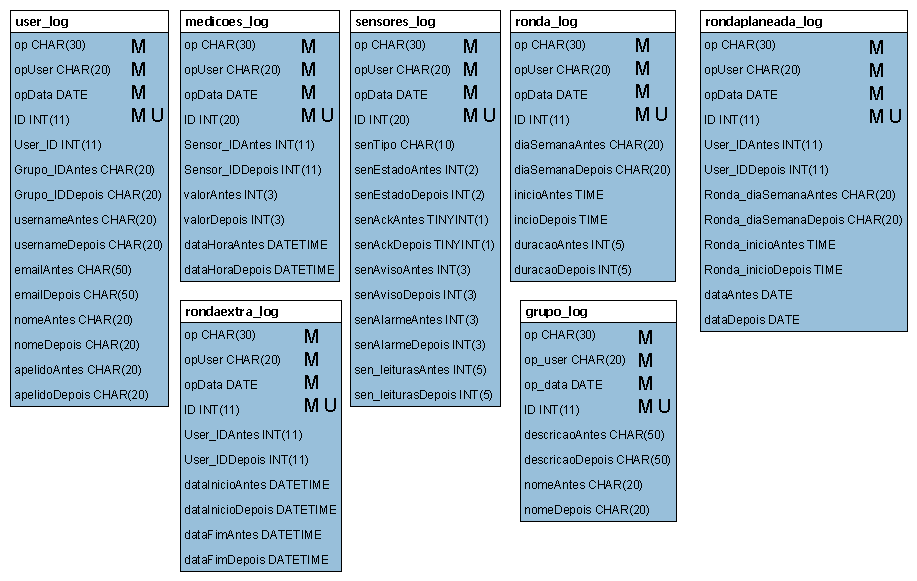 user_log
op CHAR(30) M
opUser CHAR(20) M
opData DATE M
ID INT(11) M U
User_ID INT(11)
Grupo_IDAntes CHAR(20)
Grupo_IDDepois CHAR(20)
usernameAntes CHAR(20)
usernameDepois CHAR(20)
emailAntes CHAR(50)
emailDepois CHAR(50)
nomeAntes CHAR(20)
nomeDepois CHAR(20)
apelidoAntes CHAR(20)
apelidoDepois CHAR(20)
medicoes_log
op CHAR(30) M
opUser CHAR(20) M
opData DATE M
ID INT(20) M U
Sensor_IDAntes INT(11)
Sensor_IDDepois INT(11)
valorAntes INT(3)
valorDepois INT(3)
dataHoraAntes DATETIME
dataHoraDepois DATETIME
rondaextra_log
op CHAR(30) M
opUser CHAR(20) M
opData DATE M
ID INT(11) M U
User_IDAntes INT(11)
User_IDDepois INT(11)
dataInicioAntes DATETIME
dataInicioDepois DATETIME
dataFimAntes DATETIME
dataFimDepois DATETIME
sensores_log
op CHAR(30) M
opUser CHAR(20) M
opData DATE M
ID INT(20) M U
senTipo CHAR(10)
senEstadoAntes INT(2)
senEstadoDepois INT(2)
senAckAntes TINYINT(1)
senAckDepois TINYINT(1)
senAvisoAntes INT(3)
senAvisoDepois INT(3)
senAlarmeAntes INT(3)
senAlarmeDepois INT(3)
sen_leiturasAntes INT(5)
sen_leiturasDepois INT(5)
ronda_log
op CHAR(30) M
opUser CHAR(20) M
opData DATE M
ID INT(11) M U
diaSemanaAntes CHAR(20)
diaSemanaDepois CHAR(20)
inicioAntes TIME
incioDepois TIME
duracaoAntes INT(5)
duracaoDepois INT(5)
grupo_log
op CHAR(30) M
op_user CHAR(20) M
op_data DATE M
ID INT(11) M U
descricaoAntes CHAR(50)
descricaoDepois CHAR(50)
nomeAntes CHAR(20)
nomeDepois CHAR(20)
rondaplaneada_log
op CHAR(30) M
opUser CHAR(20) M
opData DATE M
ID INT(11) M U
User_IDAntes INT(11)
User_IDDepois INT(11)
Ronda_diaSemanaAntes CHAR(20)
Ronda_diaSemanaDepois CHAR(20)
Ronda_inicioAntes TIME
Ronda_inicioDepois TIME
dataAntes DATE
dataDepois DATE